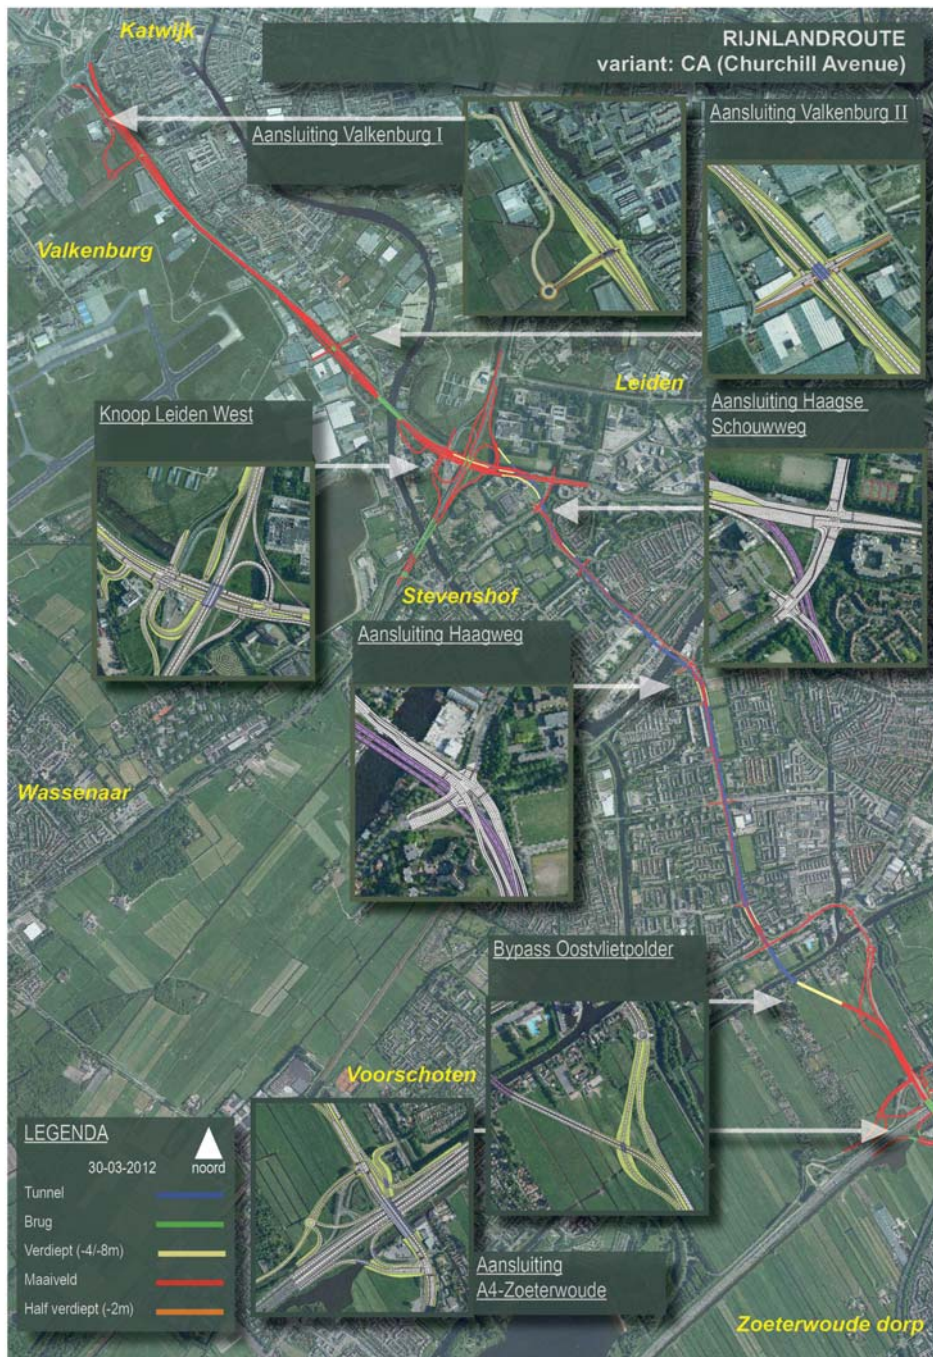 Katwijk
RIJNLANDROUTE
variant: CA (Churchill Avenue)
Aansluiting Valkenburg I
Aansluiting Valkenburg II
Valkenburg
Leiden
Knoop Leiden West
Aansluiting Haagse
Schouwweg
Stevenshof
Aansluiting Haagweg
Wassenaar
Bypass Oostvlietpolder
Voorschoten
LEGENDA
30-03-2012
noord
Tunnel
Brug
Verdiept (-4/-8m)
Maaiveld
Half verdiept (-2m)
Aansluiting
A4-Zoeterwoude
Zoeterwoude dorp